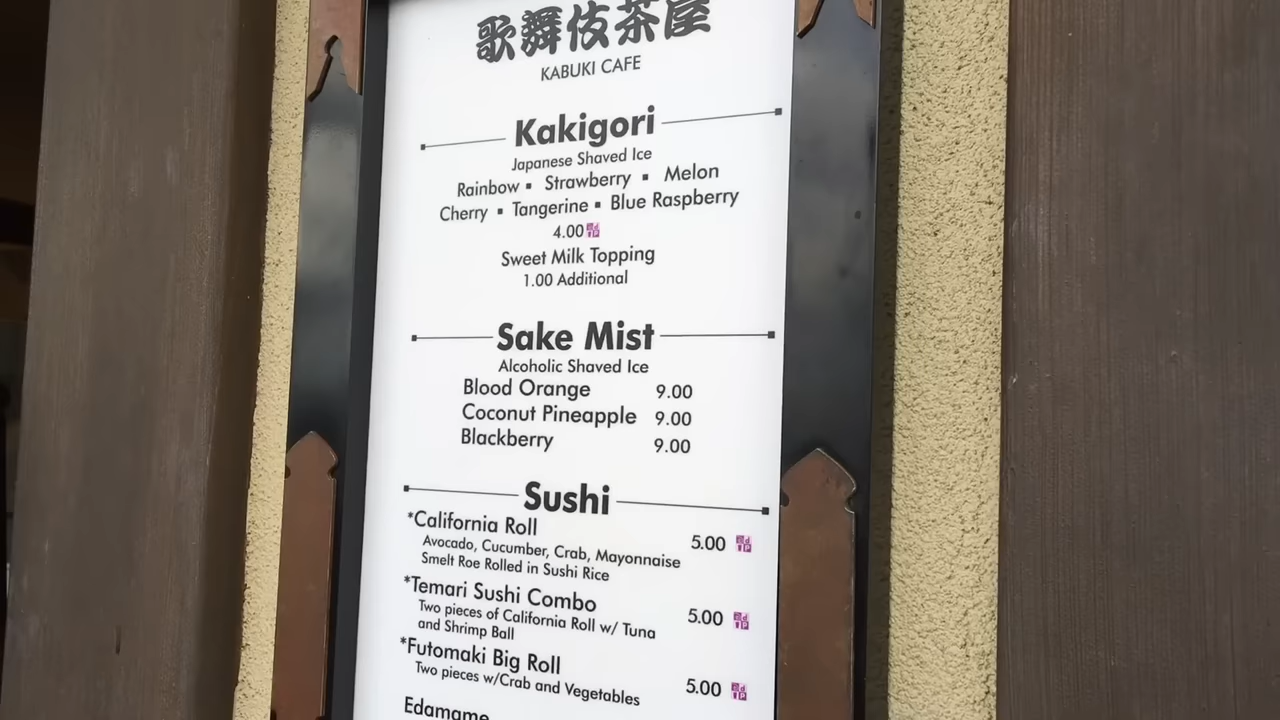 歌舞伎茶屋
KABUKI CAFE
Kakigori
Japanese Shaved Ice
Rainbow ▪ Strawberry ▪ Melon
Cherry ▪ Tangerine ▪ Blue Raspberry
4.00
Sweet Milk Topping
1.00 Additional
Sake Mist
Alcoholic Shaved Ice
Blood Orange 9.00
Coconut Pineapple 9.00
Blackberry 9.00
Sushi
*California Roll 5.00
Avocado, Cucumber, Crab, Mayonnaise
Smelt Roe Rolled in Sushi Rice
*Temari Sushi Combo 5.00
Two pieces of California Roll w/ Tuna
and Shrimp Ball
*Futomaki Big Roll 5.00
Two pieces w/Crab and Vegetables
Edamame